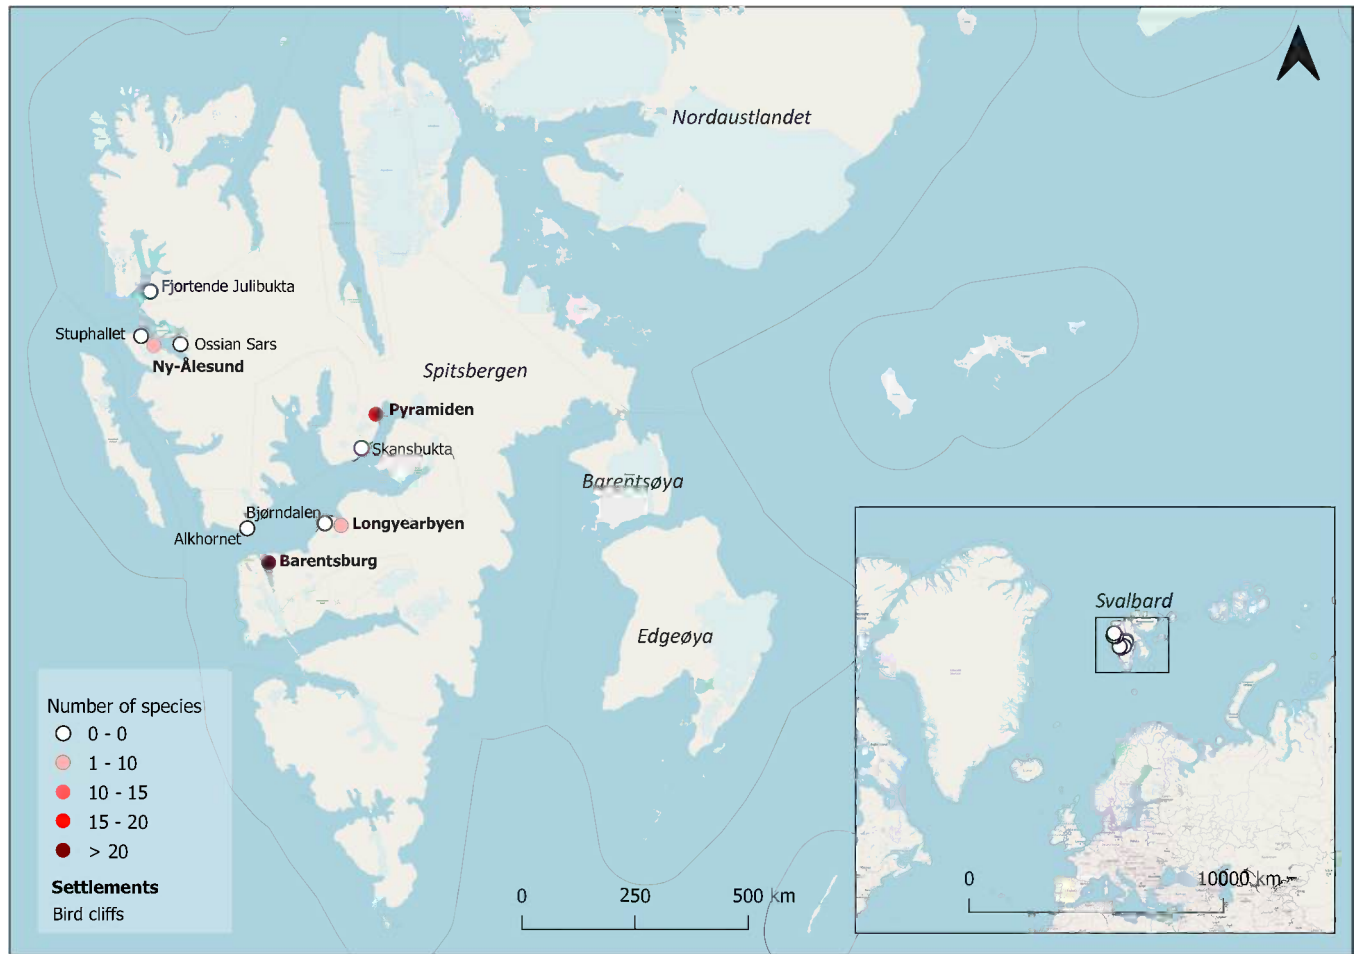 Nordaustlandet
Fjortende Julibukta
Stuphallet
Ossian Sars
Ny-Ålesund
Spitsbergen
Pyramiden
Skansbukta
Barentsøya
Bjørndalen
Longyearbyen
Alkhornet
Barentsburg
Svalbard
Edgeøya
Number of species
0 - 0
1 - 10
10 - 15
15 - 20
> 20
Settlements
Bird cliffs
0 250 500 km
0 10000 km